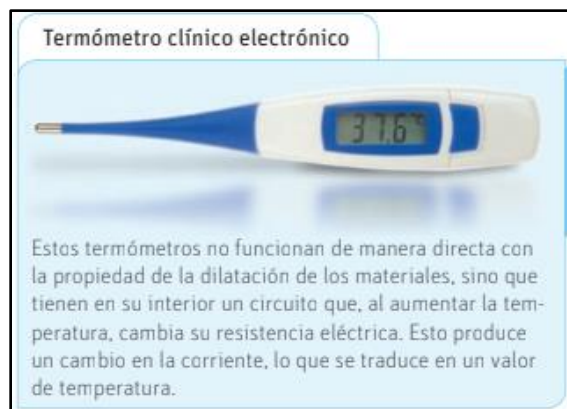 Termómetro clínico electrónico
37.6°C
Estos termómetros no funcionan de manera directa con
la propiedad de la dilatación de los materiales, sino que
tienen en su interior un circuito que, al aumentar la tem-
peratura, cambia su resistencia eléctrica. Esto produce
un cambio en la corriente, lo que se traduce en un valor
de temperatura.